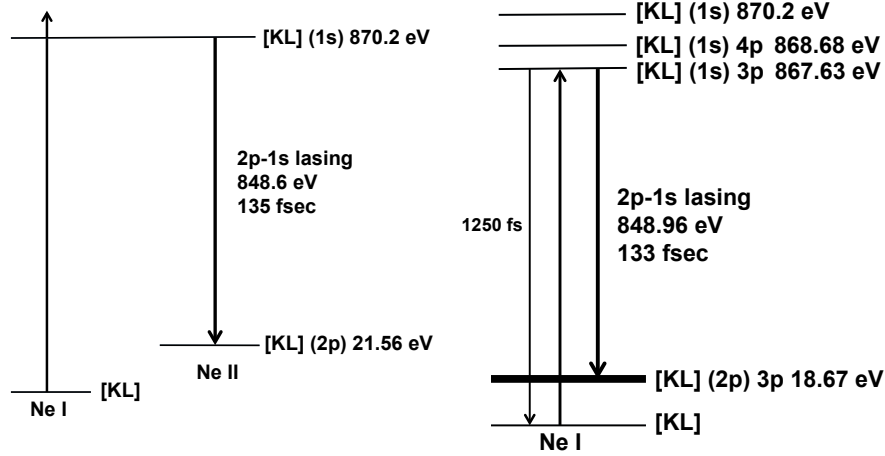 [KL] (1s) 870.2 eV
2p-1s lasing
848.6 eV
135 fsec
[KL] (2p) 21.56 eV
Ne II
[KL]
Ne I
[KL] (1s) 870.2 eV
[KL] (1s) 4p 868.68 eV
[KL] (1s) 3p 867.63 eV
1250 fs
2p-1s lasing
848.96 eV
133 fsec
[KL] (2p) 3p 18.67 eV
[KL]
Ne I